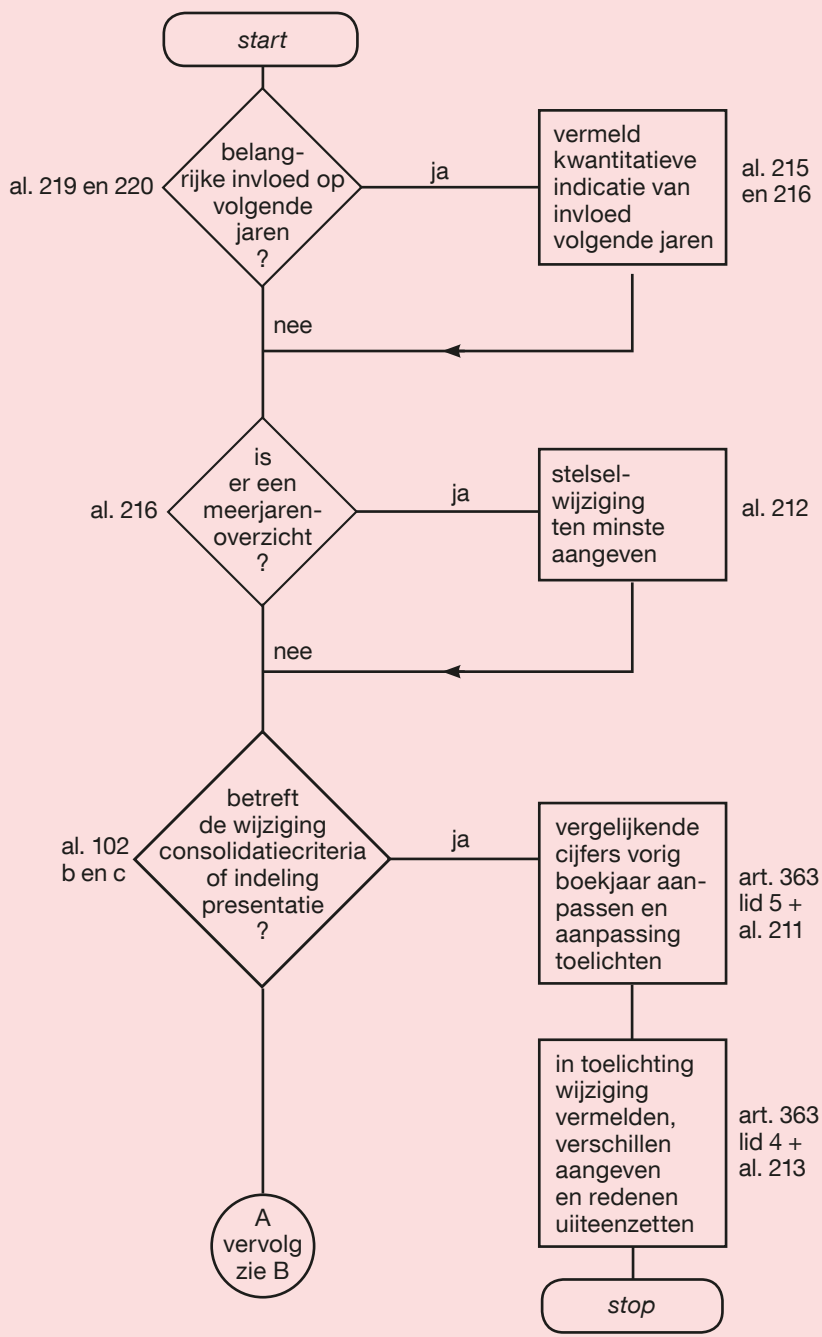 start
al. 219 en 220
belang-
rijke invloed op
volgende
jaren
?
ja
vermeld
kwantitatieve
indicatie van
invloed
volgende jaren
al. 215
en 216
nee
al. 216
is
er een
meerjaren-
overzicht
?
ja
stelsel-
wijziging
ten minste
aangeven
al. 212
nee
al. 102
b en c
betreft
de wijziging
consolidatiecriteria
of indeling
presentatie
?
ja
vergelijkende
cijfers vorig
boekjaar aan-
passen en
aanpassing
toelichten
art. 363
lid 5 +
al. 211
in toelichting
wijziging
vermelden,
verschillen
aangeven
en redenen
uiiteenzetten
art. 363
lid 4 +
al. 213
A
vervolg
zie B
stop